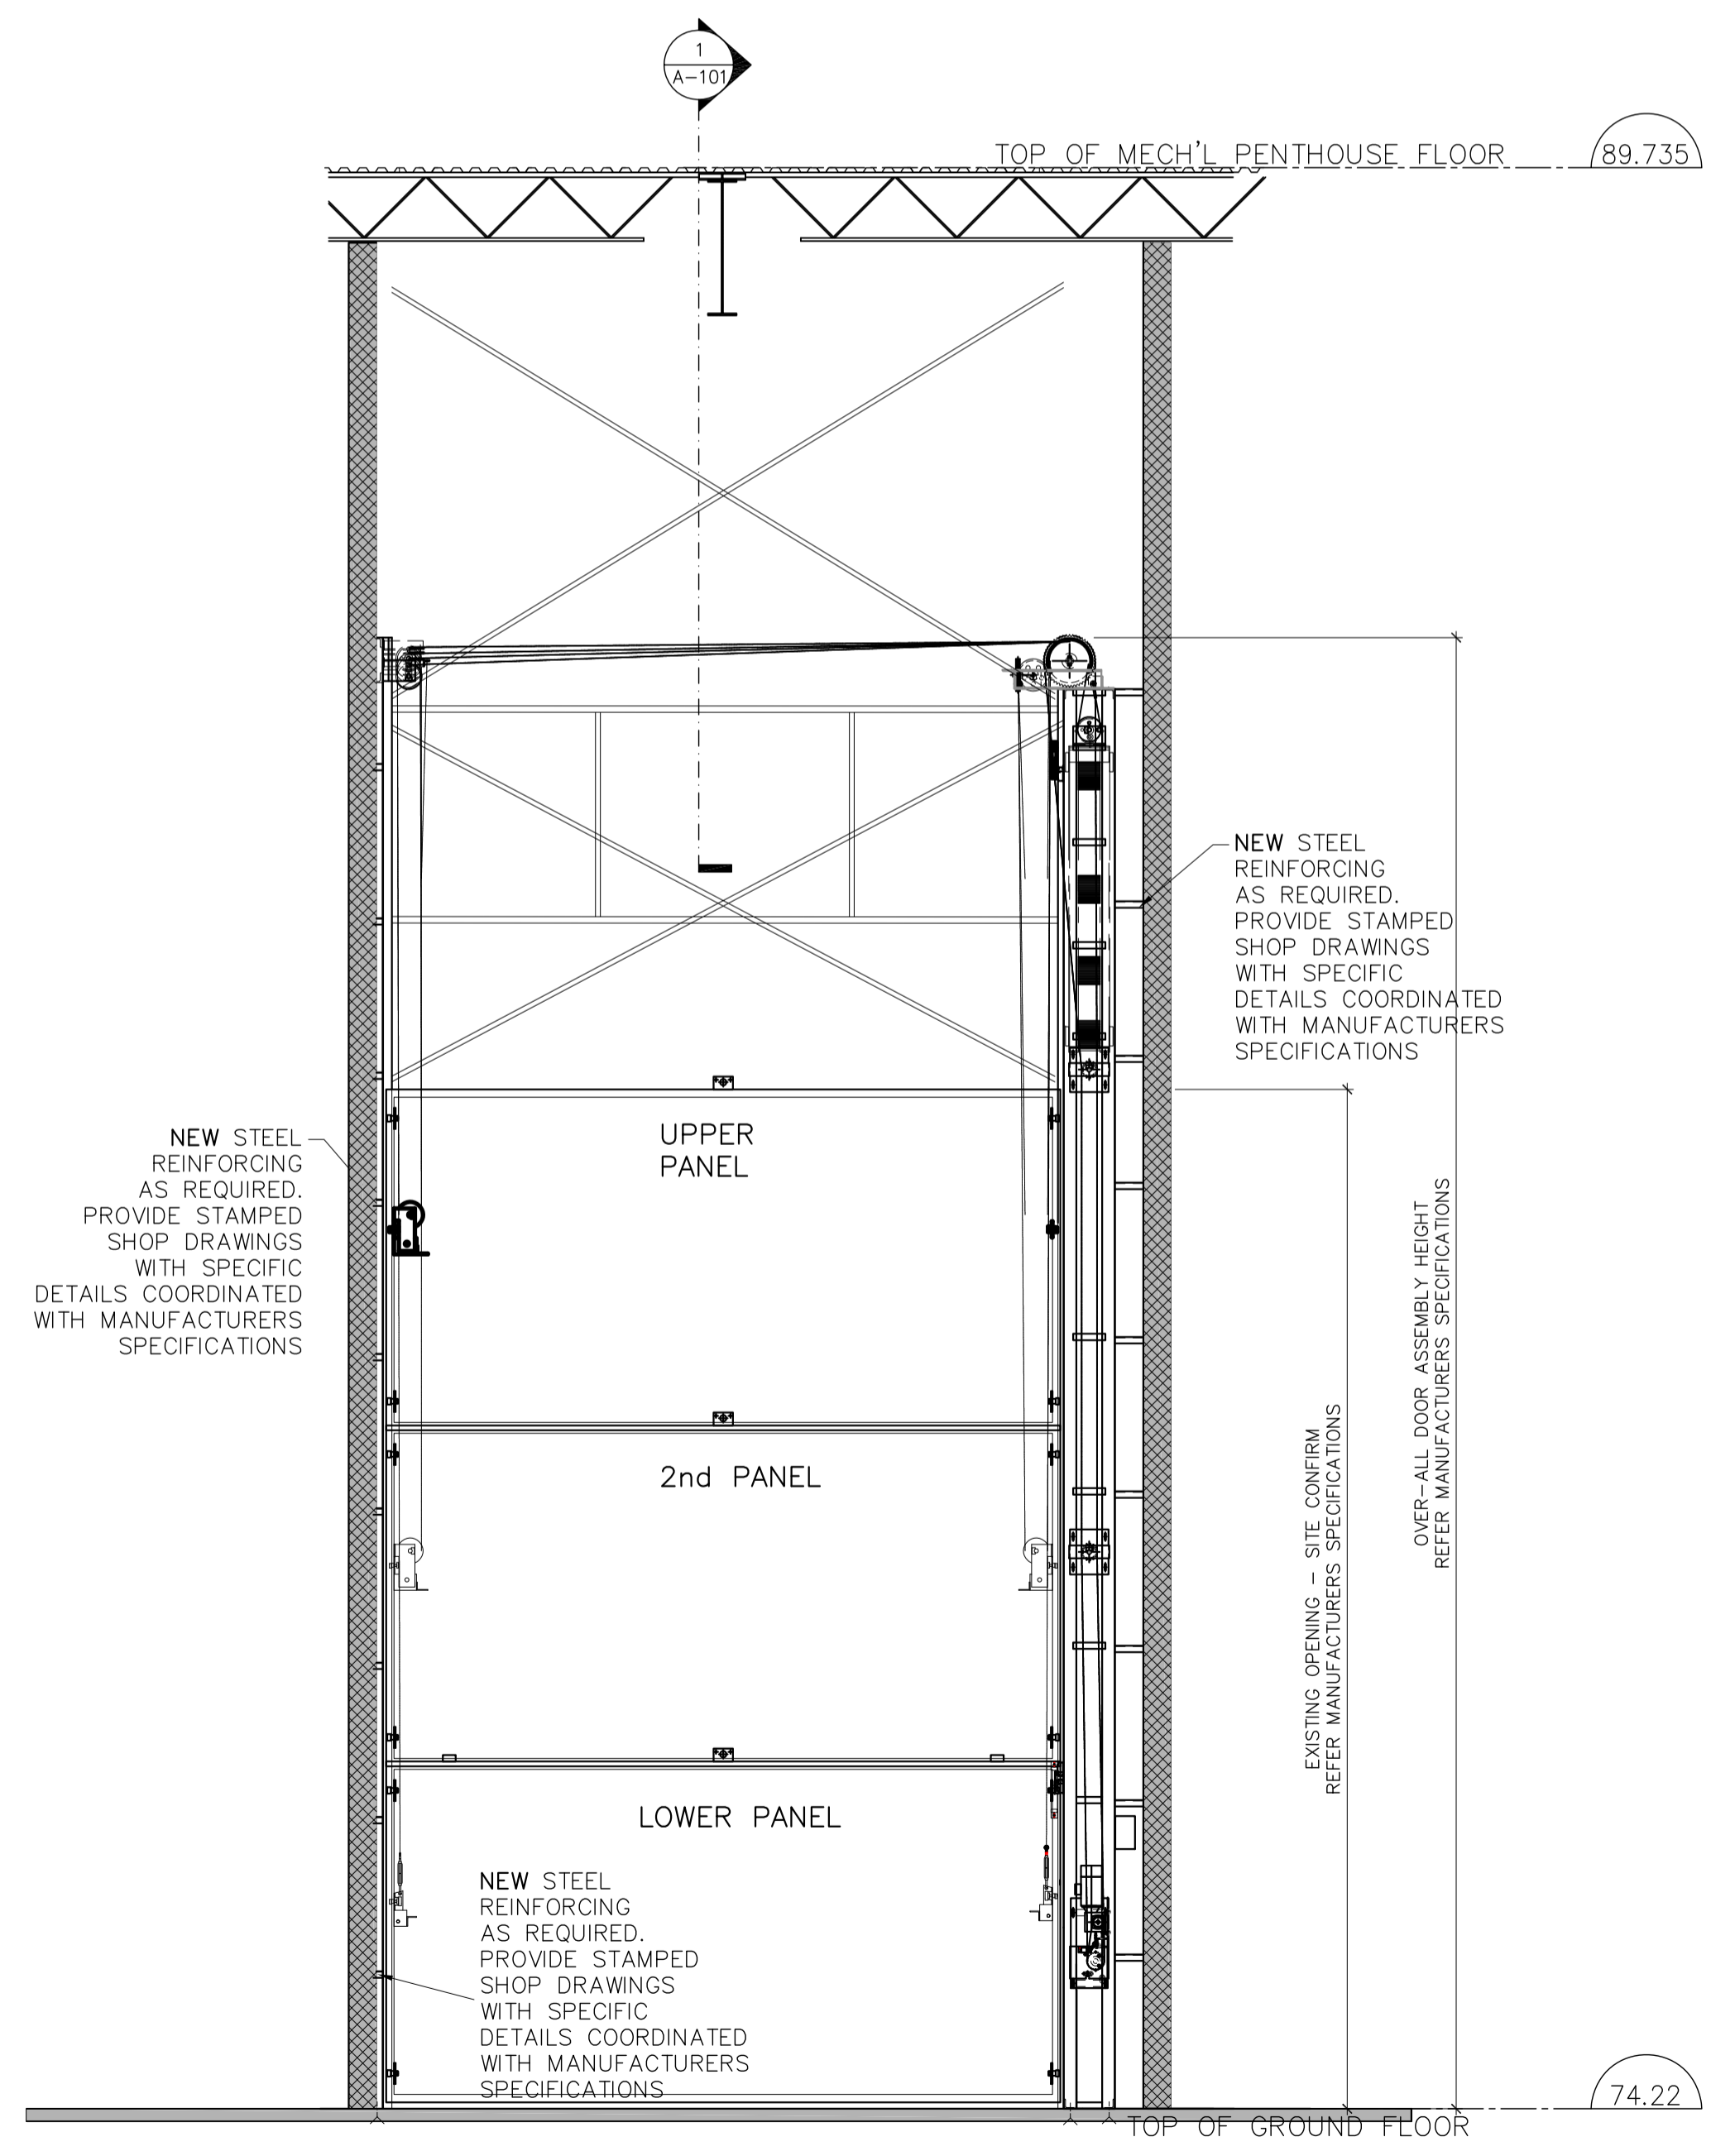 1
A-101
TOP OF MECH'L PENTHOUSE FLOOR
89.735
NEW STEEL
REINFORCING
AS REQUIRED.
PROVIDE STAMPED
SHOP DRAWINGS
WITH SPECIFIC
DETAILS COORDINATED
WITH MANUFACTURERS
SPECIFICATIONS
UPPER
PANEL
NEW STEEL
REINFORCING
AS REQUIRED.
PROVIDE STAMPED
SHOP DRAWINGS
WITH SPECIFIC
DETAILS COORDINATED
WITH MANUFACTURERS
SPECIFICATIONS
OVER-ALL DOOR ASSEMBLY HEIGHT
REFER MANUFACTURERS SPECIFICATIONS
EXISTING OPENING - SITE CONFIRM
REFER MANUFACTURERS SPECIFICATIONS
2nd PANEL
LOWER PANEL
NEW STEEL
REINFORCING
AS REQUIRED.
PROVIDE STAMPED
SHOP DRAWINGS
WITH SPECIFIC
DETAILS COORDINATED
WITH MANUFACTURERS
SPECIFICATIONS
74.22
TOP OF GROUND FLOOR